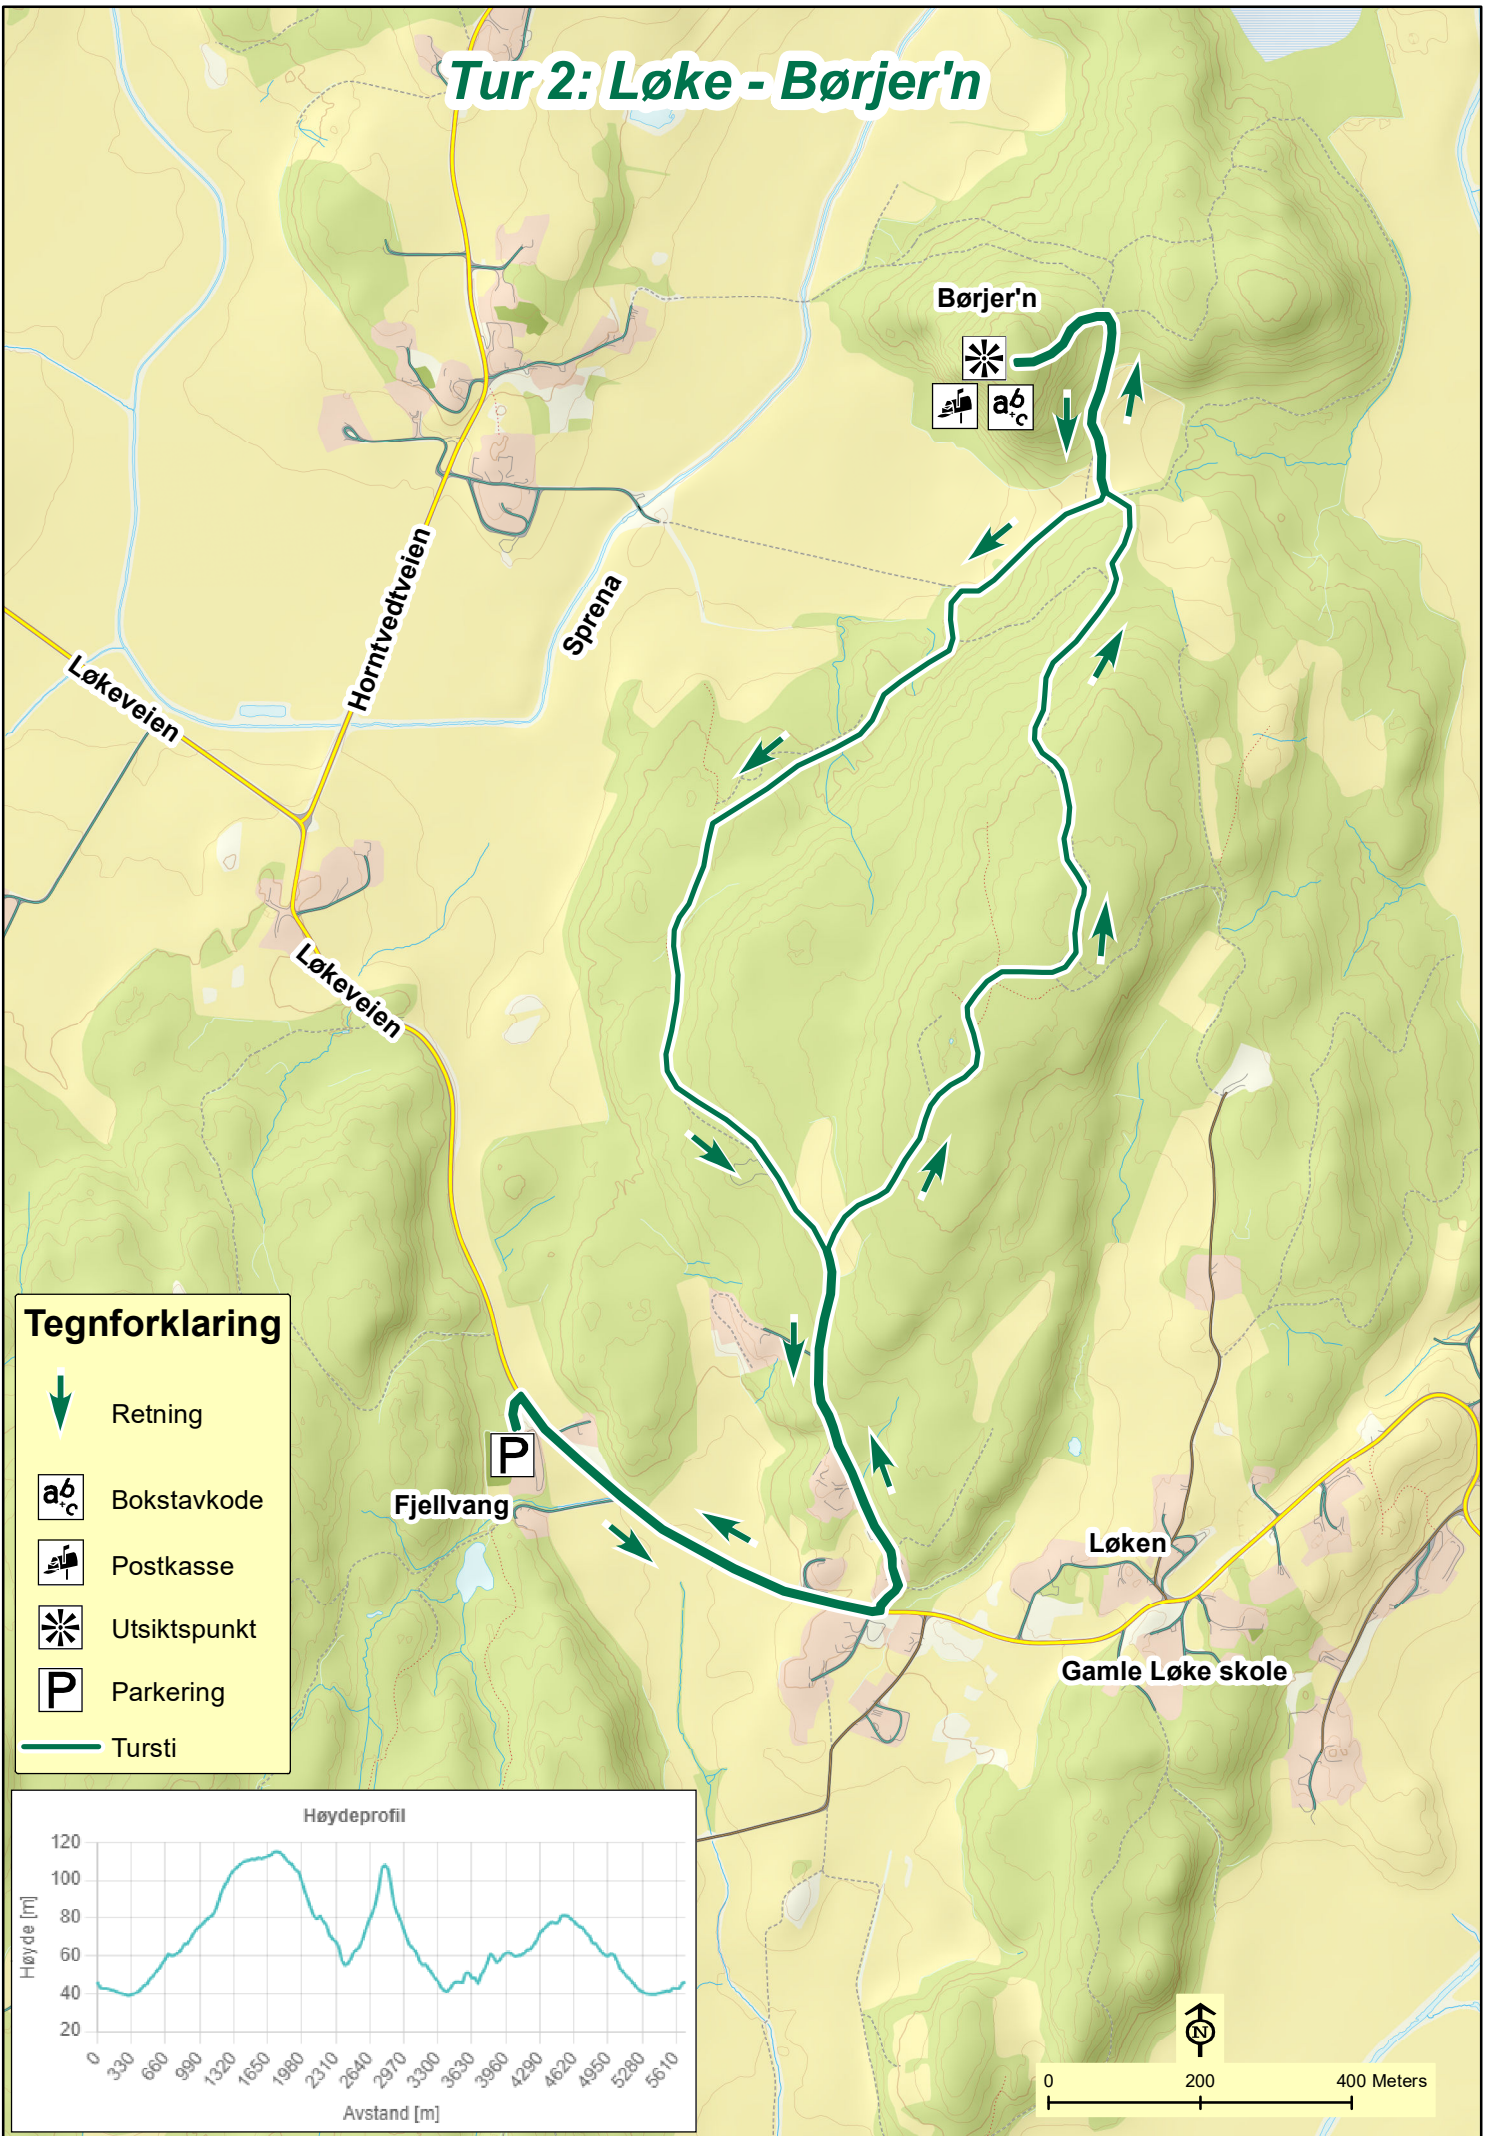 Tur 2: Løke - Børjer'n
Børjer'n
ab+c
Horntvedtveien
Sprena
Løkeveien
Løkeveien
P
Fjellvang
Løken
Gamle Løke skole
Tegnforklaring
Retning
ab+c Bokstavkode
Postkasse
Utsiktspunkt
P Parkering
Tursti
Høydeprofil
Høyde [m]
120
100
80
60
40
20
0 330 660 990 1320 1650 1980 2310 2640 2970 3300 3630 3960 4290 4620 4950 5280 5610
Avstand [m]
N
0 200 400 Meters